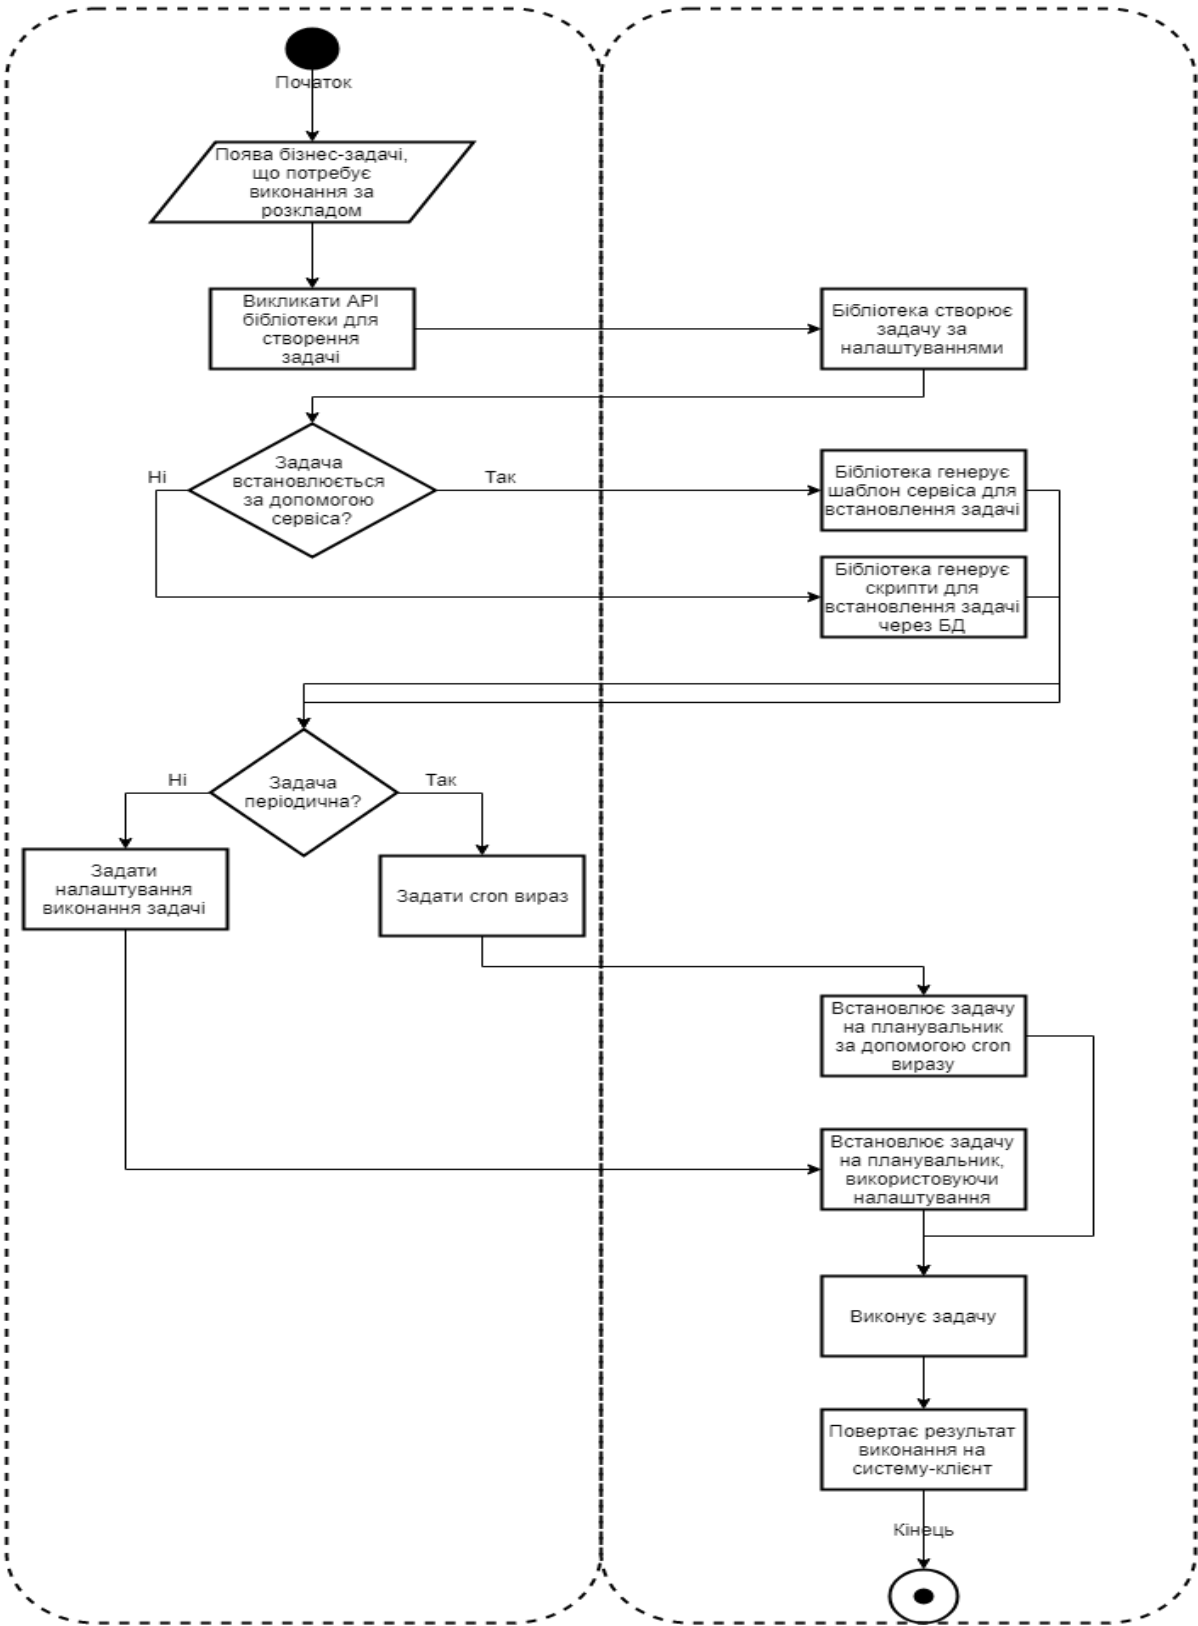 Початок
Поява бізнес-задачі,
що потребує
виконання за
розкладом
Викликати API
бібліотеки для
створення
задачі
Бібліотека створює
задачу за
налаштуваннями
Задача
встановлюється
за допомогою
сервіса?
Ні
Так
Бібліотека генерує
шаблон сервіса для
встановлення задачі
Бібліотека генерує
скрипти для
встановлення задачі
через БД
Задача
періодична?
Ні
Так
Задати
налаштування
виконання задачі
Задати cron вираз
Встановлює задачу
на планувальник
за допомогою cron
виразу
Встановлює задачу
на планувальник,
використовуючи
налаштування
Виконує задачу
Повертає результат
виконання на
систему-клієнт
Кінець